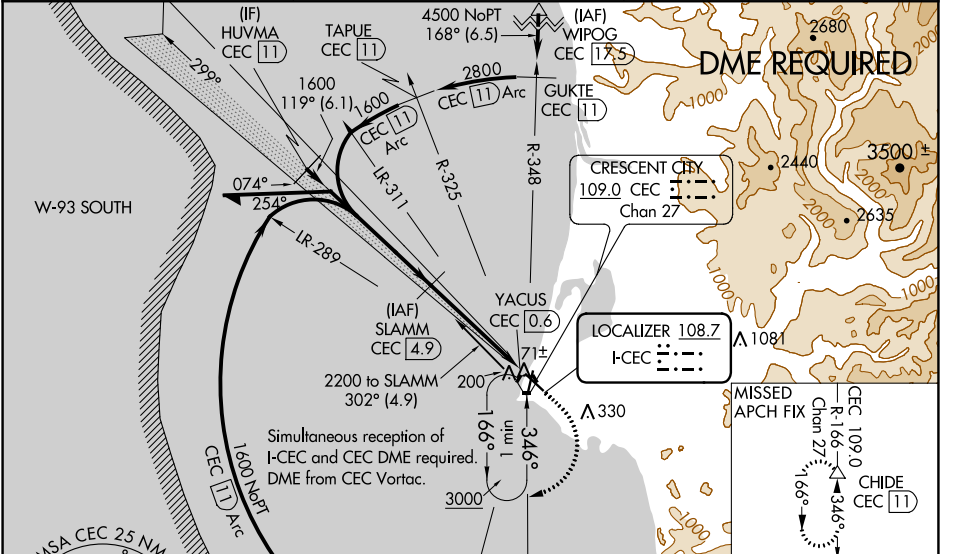 (IF)
HUVMA
CEC 11
TAPUE
CEC 11
4500 NoPT
168° (6.5)
(IAF)
WIPOG
CEC 17.5
2680
2000
DME REQUIRED
299°
1600
119° (6.1)
2800
CEC 11 Arc
GUKTE
CEC 11
1000
1600
CEC 11
Arc
LR-311
R-325
R-348
CRESCENT CITY
109.0 CEC
Chan 27
2440
3500 ±
2635
2000
1000
W-93 SOUTH
074°
254°
LR-289
(IAF)
SLAMM
CEC 4.9
YACUS
CEC 0.6
1000
LOCALIZER 108.7
I-CEC
1081
71±
200
2200 to SLAMM
302° (4.9)
330
MISSED
APCH FIX
CEC 109.0
R-166
Chan 27
166°
346°
CHIDE
CEC 11
Simultaneous reception of
I-CEC and CEC DME required.
DME from CEC Vortac.
166°
1 min
346°
3000
1600 NoPT
CEC 11 Arc
MSA CEC 25 NM